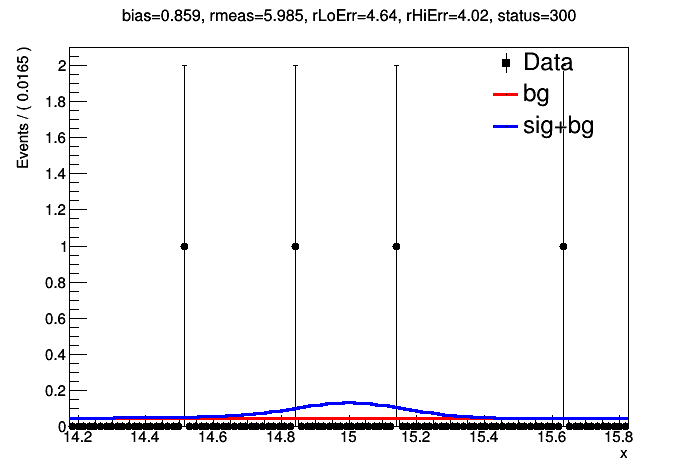 bias=0.859, rmeas=5.985, rLoErr=4.64, rHiErr=4.02, status=300
Events / ( 0.0165 )
2
1.8
1.6
1.4
1.2
1
0.8
0.6
0.4
0.2
0
Data
bg
sig+bg
14.2 14.4 14.6 14.8 15 15.2 15.4 15.6 15.8
x